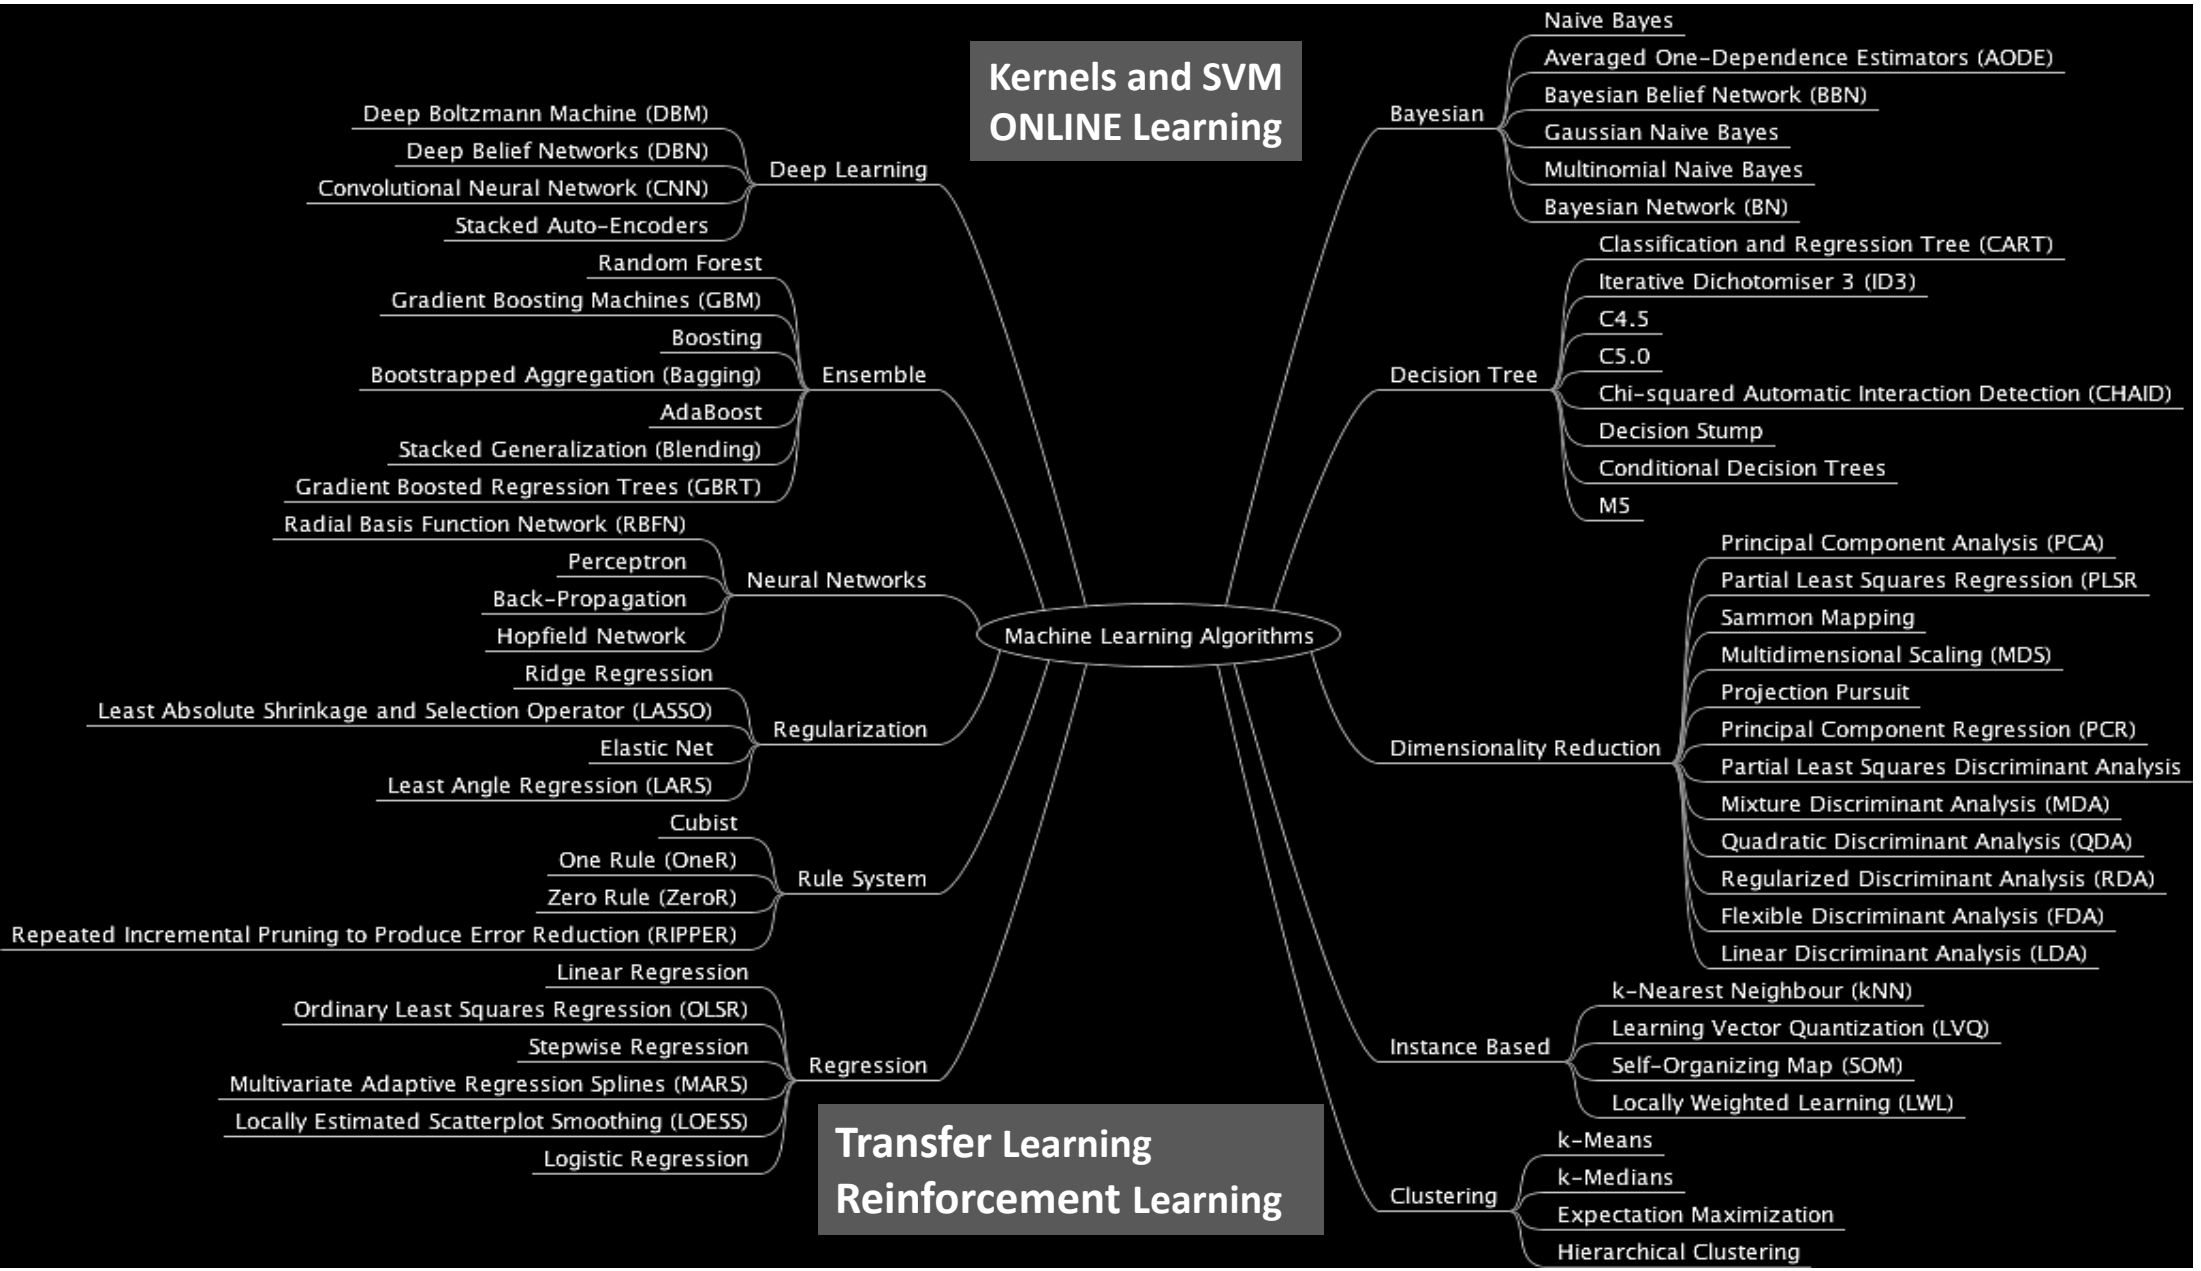 Kernels and SVM
ONLINE Learning
Machine Learning Algorithms
Deep Learning
Deep Boltzmann Machine (DBM)
Deep Belief Networks (DBN)
Convolutional Neural Network (CNN)
Stacked Auto-Encoders
Ensemble
Random Forest
Gradient Boosting Machines (GBM)
Boosting
Bootstrapped Aggregation (Bagging)
AdaBoost
Stacked Generalization (Blending)
Gradient Boosted Regression Trees (GBRT)
Neural Networks
Radial Basis Function Network (RBFN)
Perceptron
Back-Propagation
Hopfield Network
Regularization
Ridge Regression
Least Absolute Shrinkage and Selection Operator (LASSO)
Elastic Net
Least Angle Regression (LARS)
Rule System
Cubist
One Rule (OneR)
Zero Rule (ZeroR)
Repeated Incremental Pruning to Produce Error Reduction (RIPPER)
Regression
Linear Regression
Ordinary Least Squares Regression (OLSR)
Stepwise Regression
Multivariate Adaptive Regression Splines (MARS)
Locally Estimated Scatterplot Smoothing (LOESS)
Logistic Regression
Bayesian
Naive Bayes
Averaged One-Dependence Estimators (AODE)
Bayesian Belief Network (BBN)
Gaussian Naive Bayes
Multinomial Naive Bayes
Bayesian Network (BN)
Decision Tree
Classification and Regression Tree (CART)
Iterative Dichotomiser 3 (ID3)
C4.5
C5.0
Chi-squared Automatic Interaction Detection (CHAID)
Decision Stump
Conditional Decision Trees
M5
Dimensionality Reduction
Principal Component Analysis (PCA)
Partial Least Squares Regression (PLSR
Sammon Mapping
Multidimensional Scaling (MDS)
Projection Pursuit
Principal Component Regression (PCR)
Partial Least Squares Discriminant Analysis
Mixture Discriminant Analysis (MDA)
Quadratic Discriminant Analysis (QDA)
Regularized Discriminant Analysis (RDA)
Flexible Discriminant Analysis (FDA)
Linear Discriminant Analysis (LDA)
Instance Based
k-Nearest Neighbour (kNN)
Learning Vector Quantization (LVQ)
Self-Organizing Map (SOM)
Locally Weighted Learning (LWL)
Clustering
k-Means
k-Medians
Expectation Maximization
Hierarchical Clustering
Transfer Learning
Reinforcement Learning